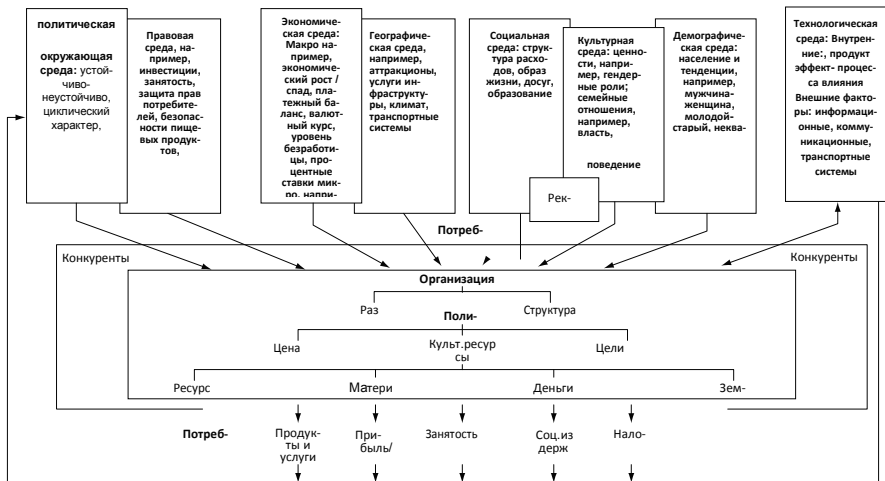 политическая
окружающая
среда: устой-
чиво-
неустойчиво,
циклический
характер,
Правовая
среда, на-
пример,
инвестиции,
занятость,
защита прав
потребите-
лей, безопас-
ности пище-
вых продук-
тов,
Экономиче-
ская среда:
Макро на-
пример,
экономиче-
ский рост /
спад, пла-
тежный ба-
ланс, валют-
ный курс,
уровень
безработи-
цы, про-
центные
ставки мик-
ро, напри-
Географиче-
ская среда,
например,
аттракционы,
услуги ин-
фраструкту-
ры, климат,
транспортные
системы
Социальная
среда: струк-
тура расхо-
дов, образ
жизни, досуг,
образование
Культурная
среда: ценно-
сти, напри-
мер, гендер-
ные роли;
семейные
отношения,
например,
власть,
поведение
Демографиче-
ская среда:
население и
тенденции,
например,
мужчина-
женщина,
молодой-
старый, неква-
Технологическая
среда: Внутрен-
ние:, продукт
эффект- процес-
са влияния
Внешние факто-
ры: информаци-
онные, комму-
никационные,
транспортные
системы
Рек-
Потреб-
Конкуренты
Конкуренты
Организация
Раз
Структура
Поли-
Цена
Культ.ресур
сы
Цели
Ресурс
Матери
Деньги
Зем-
Потреб-
Продук-
ты и
услуги
При-
быль/
Занятость
Соц.из
держ
Нало-